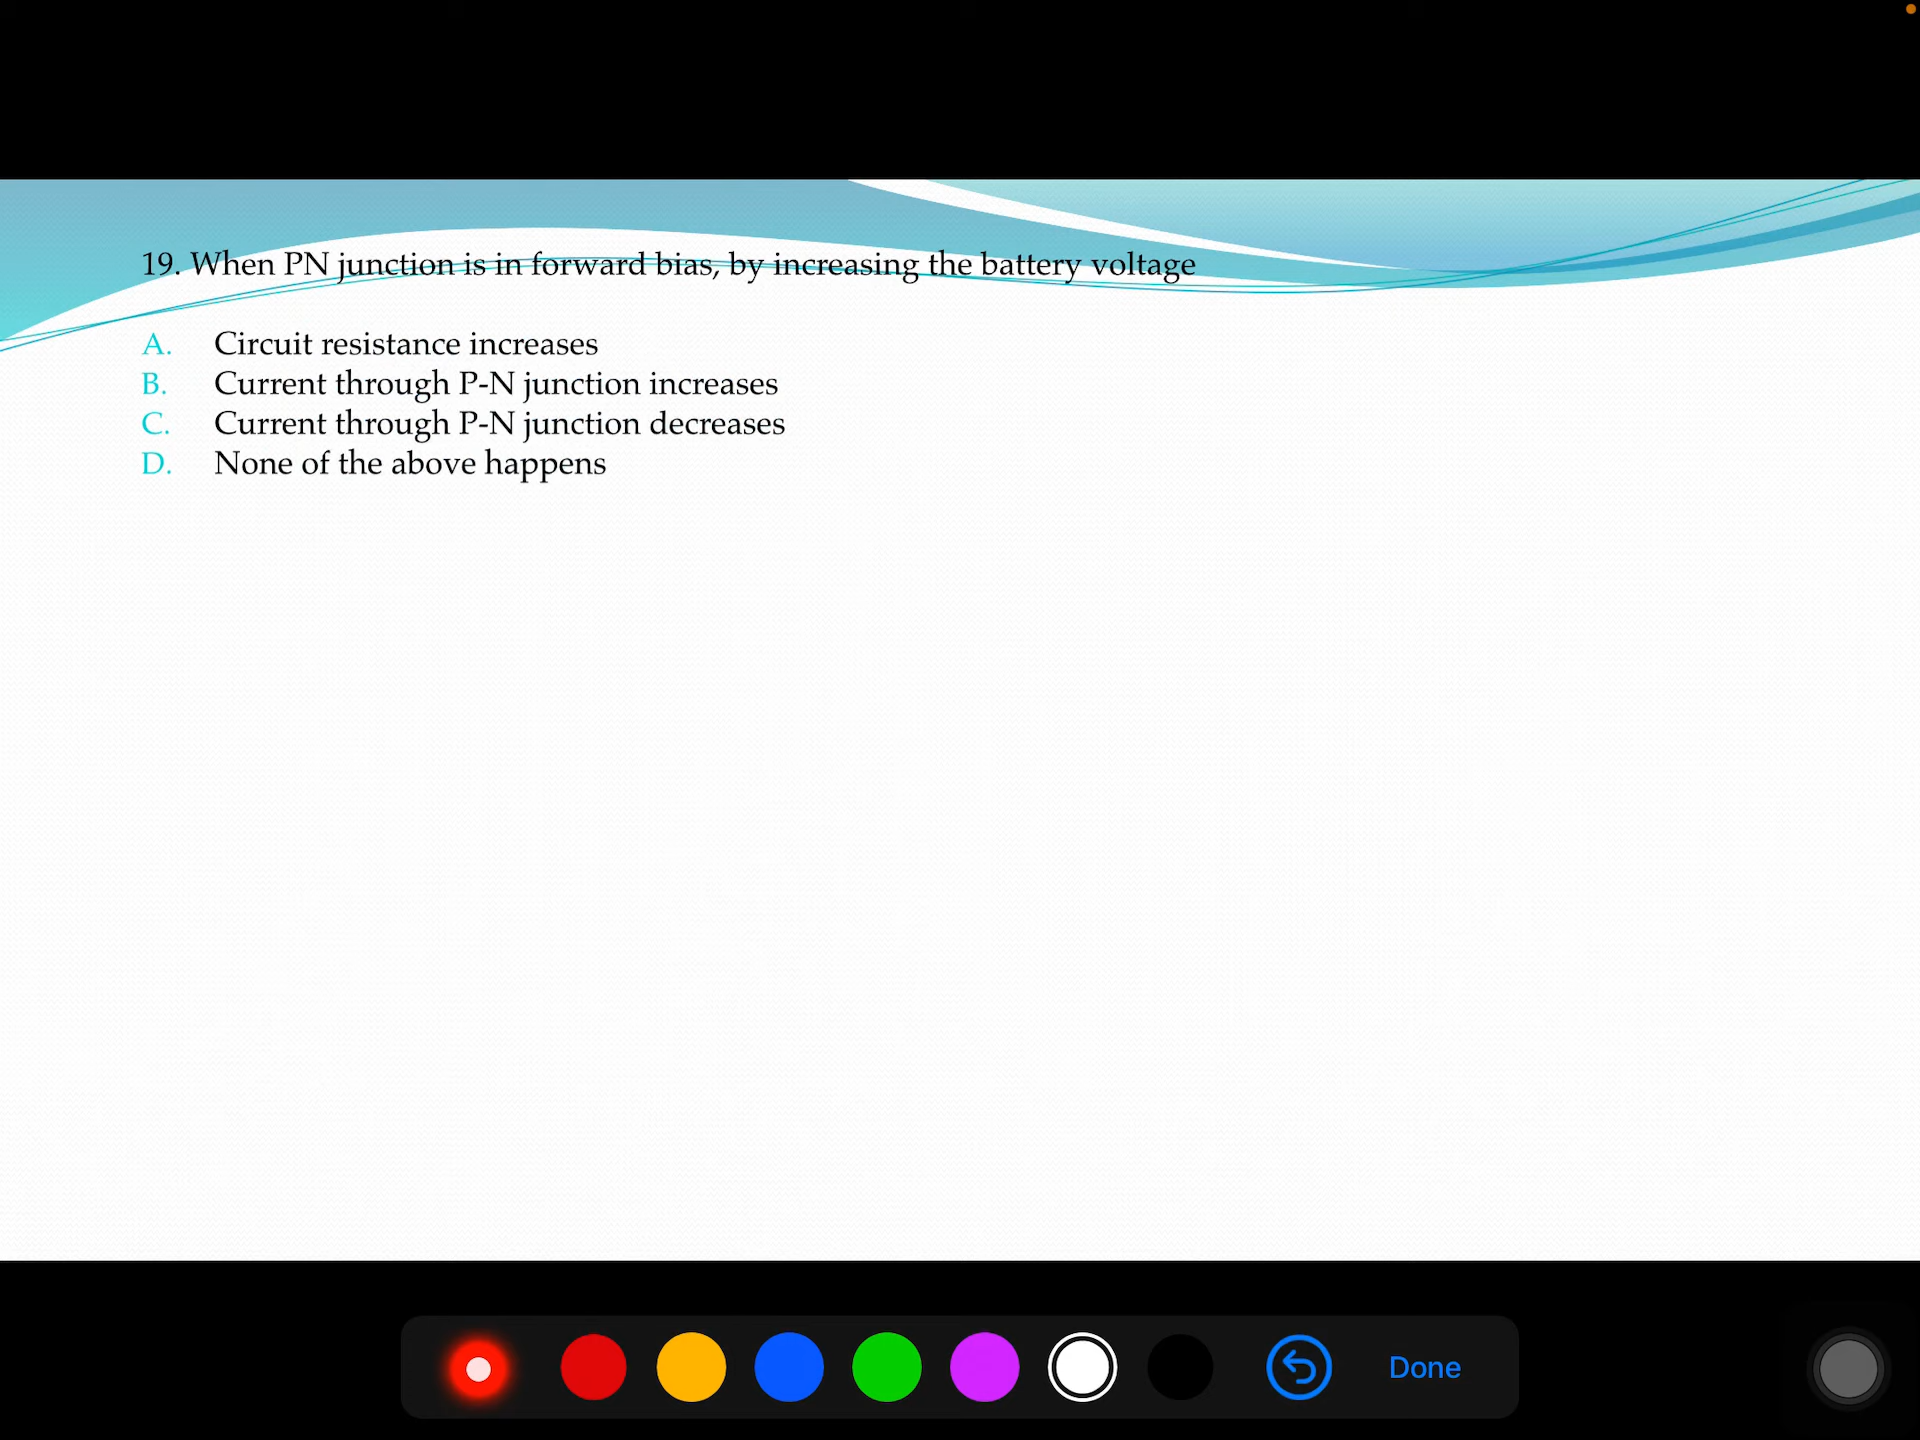 19. When PN junction is in forward bias, by increasing the battery voltage
A. Circuit resistance increases
B. Current through P-N junction increases
C. Current through P-N junction decreases
D. None of the above happens
Done